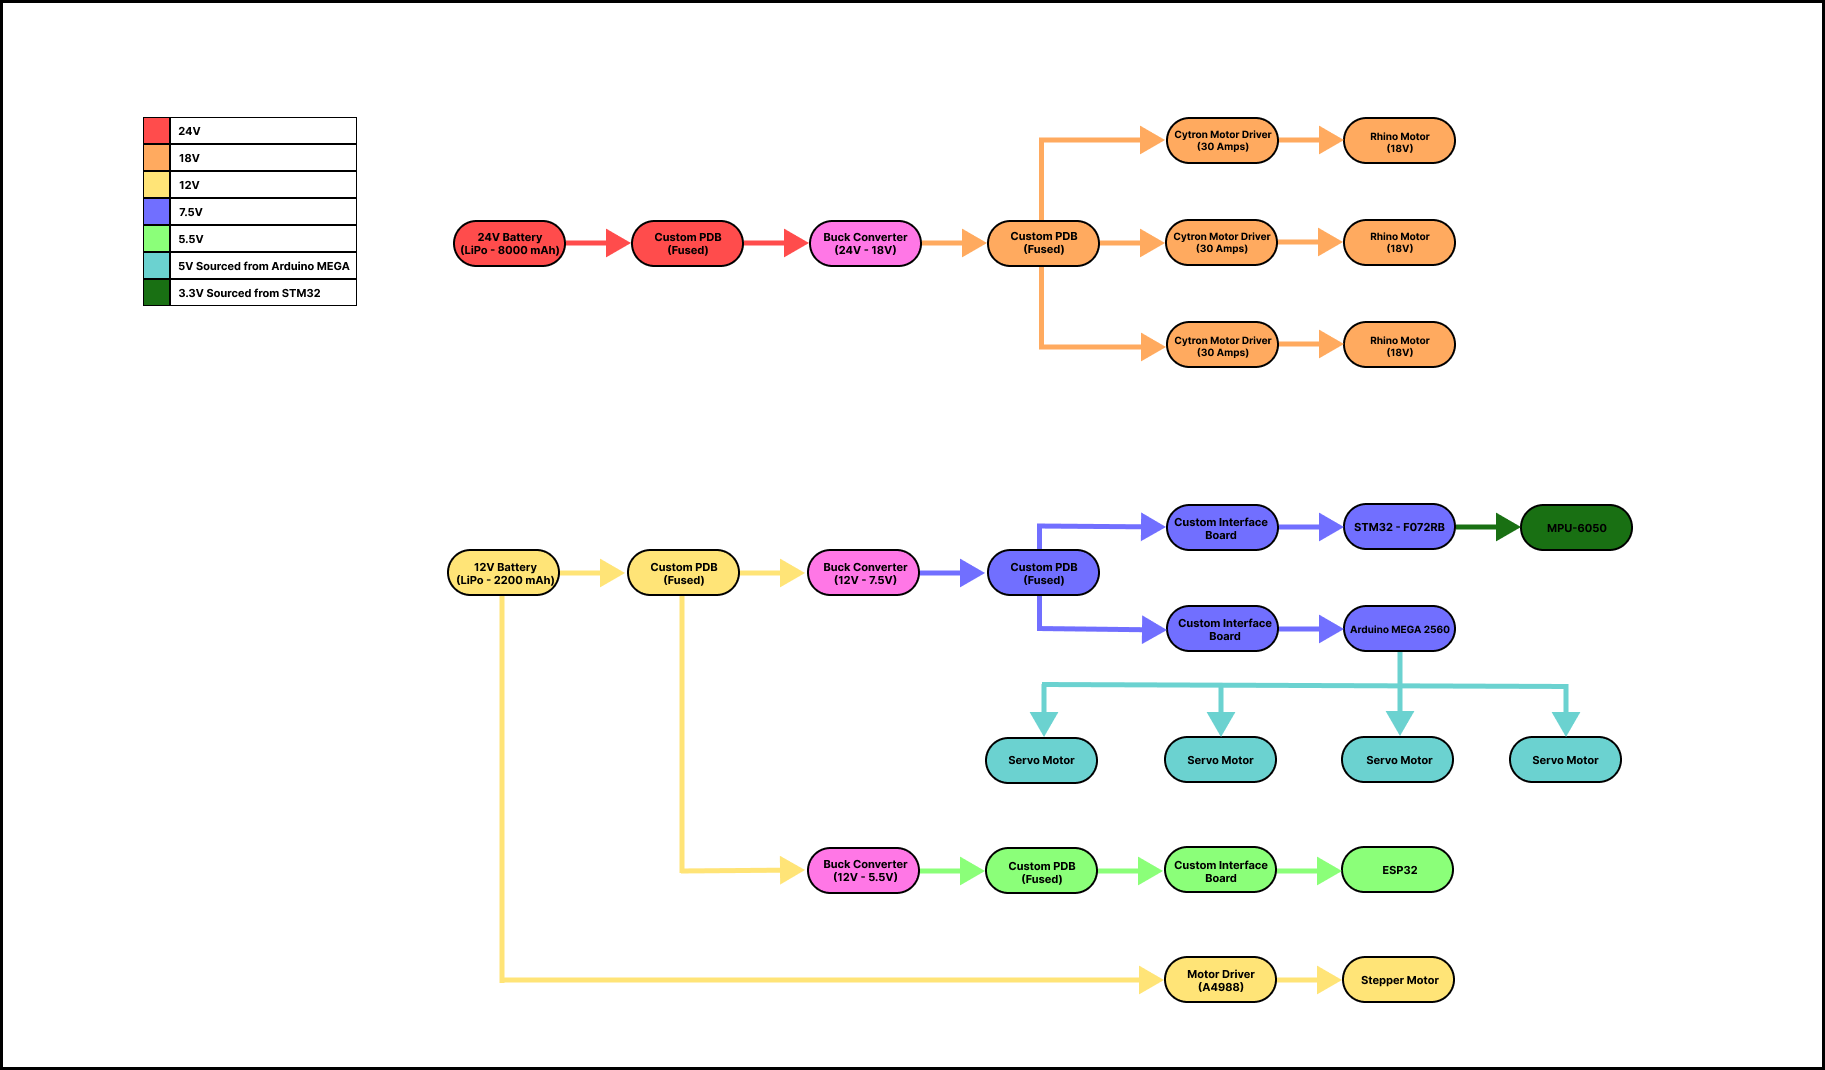 24V
18V
12V
7.5V
5.5V
5V Sourced from Arduino MEGA
3.3V Sourced from STM32
24V Battery
(LiPo - 8000 mAh)
Custom PDB
(Fused)
Buck Converter
(24V - 18V)
Custom PDB
(Fused)
Cytron Motor Driver
(30 Amps)
Rhino Motor
(18V)
Cytron Motor Driver
(30 Amps)
Rhino Motor
(18V)
Cytron Motor Driver
(30 Amps)
Rhino Motor
(18V)
12V Battery
(LiPo - 2200 mAh)
Custom PDB
(Fused)
Buck Converter
(12V - 7.5V)
Custom PDB
(Fused)
Custom Interface
Board
STM32 - F072RB
MPU-6050
Custom Interface
Board
Arduino MEGA 2560
Servo Motor
Servo Motor
Servo Motor
Servo Motor
Buck Converter
(12V - 5.5V)
Custom PDB
(Fused)
Custom Interface
Board
ESP32
Motor Driver
(A4988)
Stepper Motor